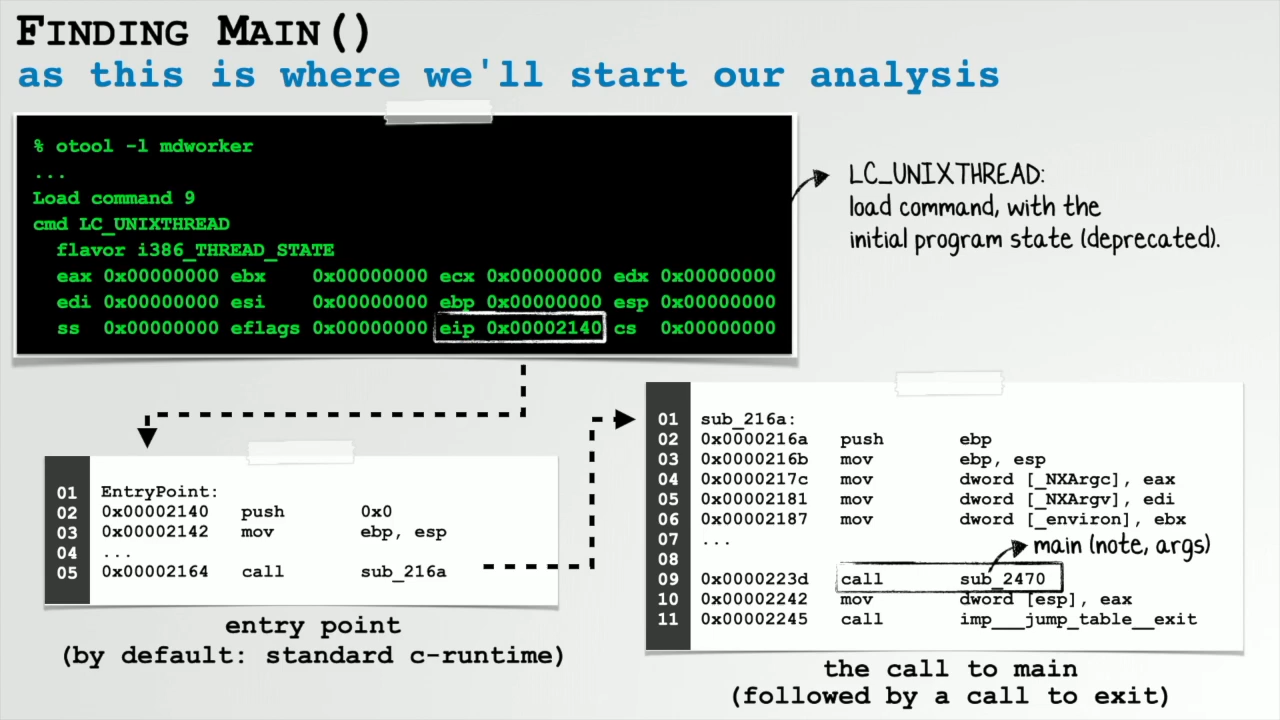 FINDING MAIN()
as this is where we'll start our analysis
% otool -l mdworker
...
Load command 9
cmd LC_UNIXTHREAD
flavor i386_THREAD_STATE
eax 0x00000000 ebx 0x00000000 ecx 0x00000000 edx 0x00000000
edi 0x00000000 esi 0x00000000 ebp 0x00000000 esp 0x00000000
ss 0x00000000 eflags 0x00000000 eip 0x00002140 cs 0x00000000
LC_UNIXTHREAD:
load command, with the
initial program state (deprecated).
01 EntryPoint:
02 0x00002140 push 0x0
03 0x00002142 mov ebp, esp
04 ...
05 0x00002164 call sub_216a
entry point
(by default: standard c-runtime)
01 sub_216a:
02 0x0000216a push ebp
03 0x0000216b mov ebp, esp
04 0x0000217c mov dword [_NXArgc], eax
05 0x00002181 mov dword [_NXArgv], edi
06 0x00002187 mov dword [_environ], ebx
07 ...
08 main (note, args)
09 0x0000223d call sub_2470
10 0x00002242 mov dword [esp], eax
11 0x00002245 call imp___jump_table__exit
the call to main
(followed by a call to exit)